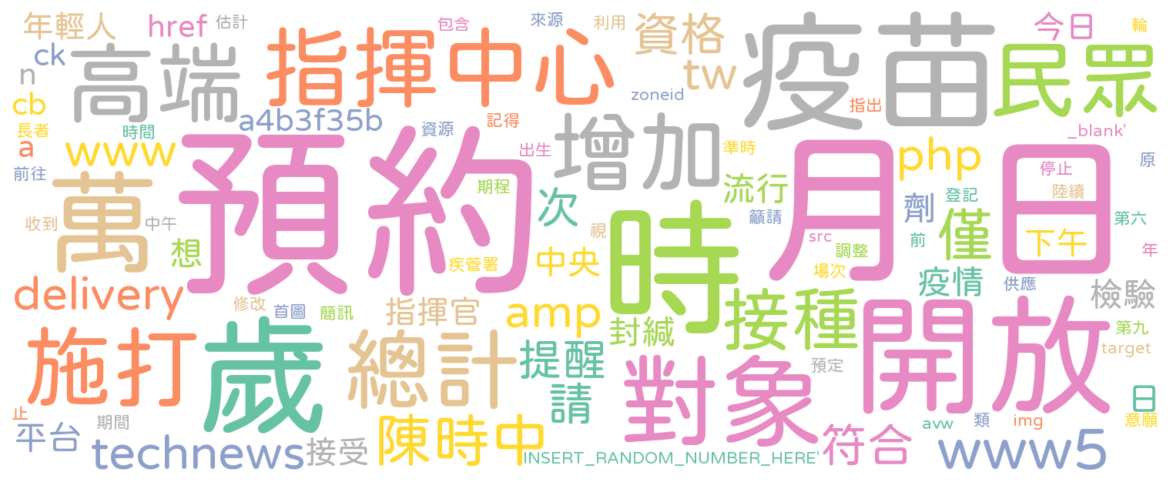 年輕人 href 估計 包含 來源 利用 資格 今日 輪
ck 高端 指揮中心 tw 疫苗 民眾
n cb 長者 時間 a4b3f35b 資源 記得 zoneid 指出 _blank'
a www 出生 增加 準時 php 停止 原
前往 萬 預約 期程 次 流行 月 劑 登記 陸續 日
收到 中午 想 視 時 籲請 src 調整 前 僅 下午 第六 年
delivery 疾管署 中央 場次 疫情 供應 檢驗
修改 首圖 簡訊 指揮官 amp 封緘 接種 開放 第九
施打 歲 總計 提醒 對象 預定 target
止 平台 期間 請 日 意願
technews 接受 陳時中 符合 avw 類 img
INSERT_RANDOM_NUMBER_HERE' www5